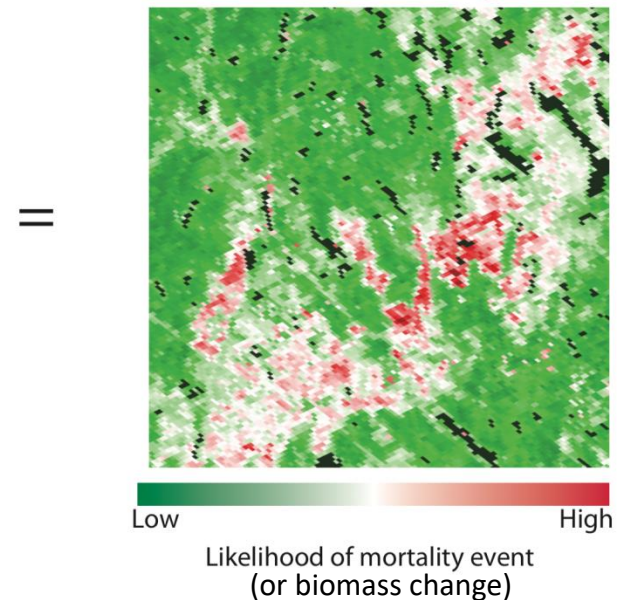 =
Low High
Likelihood of mortality event
(or biomass change)